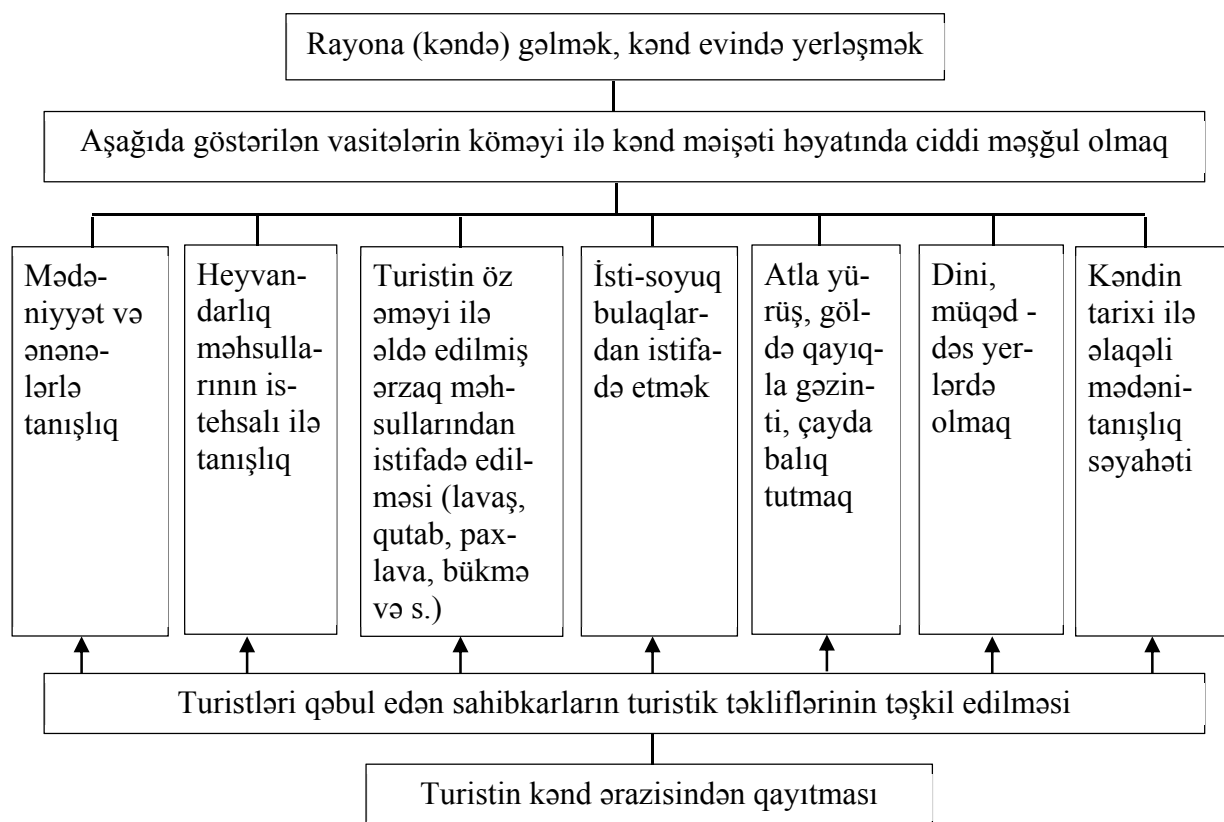 Rayona (kəndə) gəlmək, kənd evində yerləşmək
Aşağıda göstərilən vasitələrin köməyi ilə kənd məişəti həyatında ciddi məşğul olmaq
Mədə-
niyyət və
ənənə-
lərlə
tanışlıq
Heyvan-
darlıq
məhsulla-
rının is-
tehsalı ilə
tanışlıq
Turistin öz
əməyi ilə
əldə edilmiş
ərzaq məh-
sullarından
istifadə edil-
məsi (lavaş,
qutab, pax-
lava, bükmə
və s.)
İsti-soyuq
bulaqlar-
dan istifa-
də etmək
Atla yü-
rüş, göl-
də qayıq-
la gəzin-
ti, çayda
balıq
tutmaq
Dini,
müqəd -
dəs yer-
lərdə
olmaq
Kəndin
tarixi ilə
əlaqəli
mədəni-
tanışlıq
səyahəti
Turistləri qəbul edən sahibkarların turistik təkliflərinin təşkil edilməsi
Turistin kənd ərazisindən qayıtması